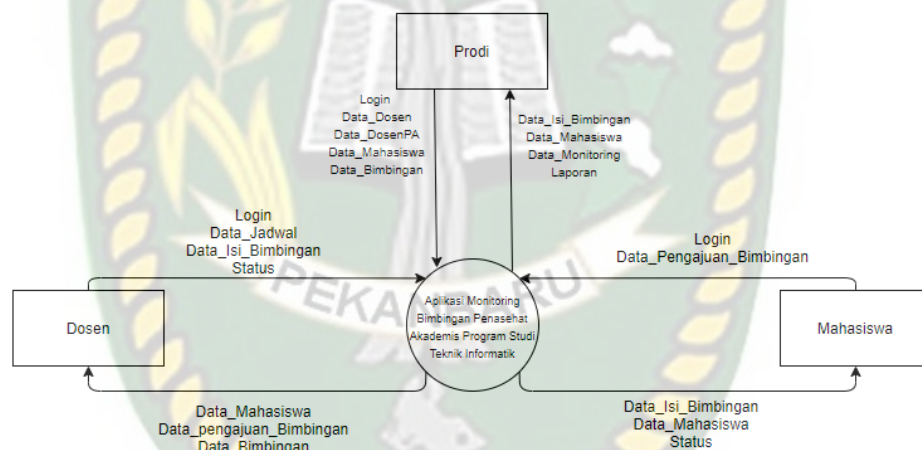 Prodi
Login
Data_Dosen
Data_DosenPA
Data_Mahasiswa
Data_Bimbingan
Data_Isi_Bimbingan
Data_Mahasiswa
Data_Monitoring
Laporan
Login
Data_Jadwal
Data_Isi_Bimbingan
Status
Login
Data_Pengajuan_Bimbingan
PEKANBARU
Dosen
Aplikasi Monitoring
Bimbingan Penasehat
Akademis Program Studi
Teknik Informatik
Mahasiswa
Data_Mahasiswa
Data_pengajuan_Bimbingan
Data_Bimbingan
Data_Isi_Bimbingan
Data_Mahasiswa
Status